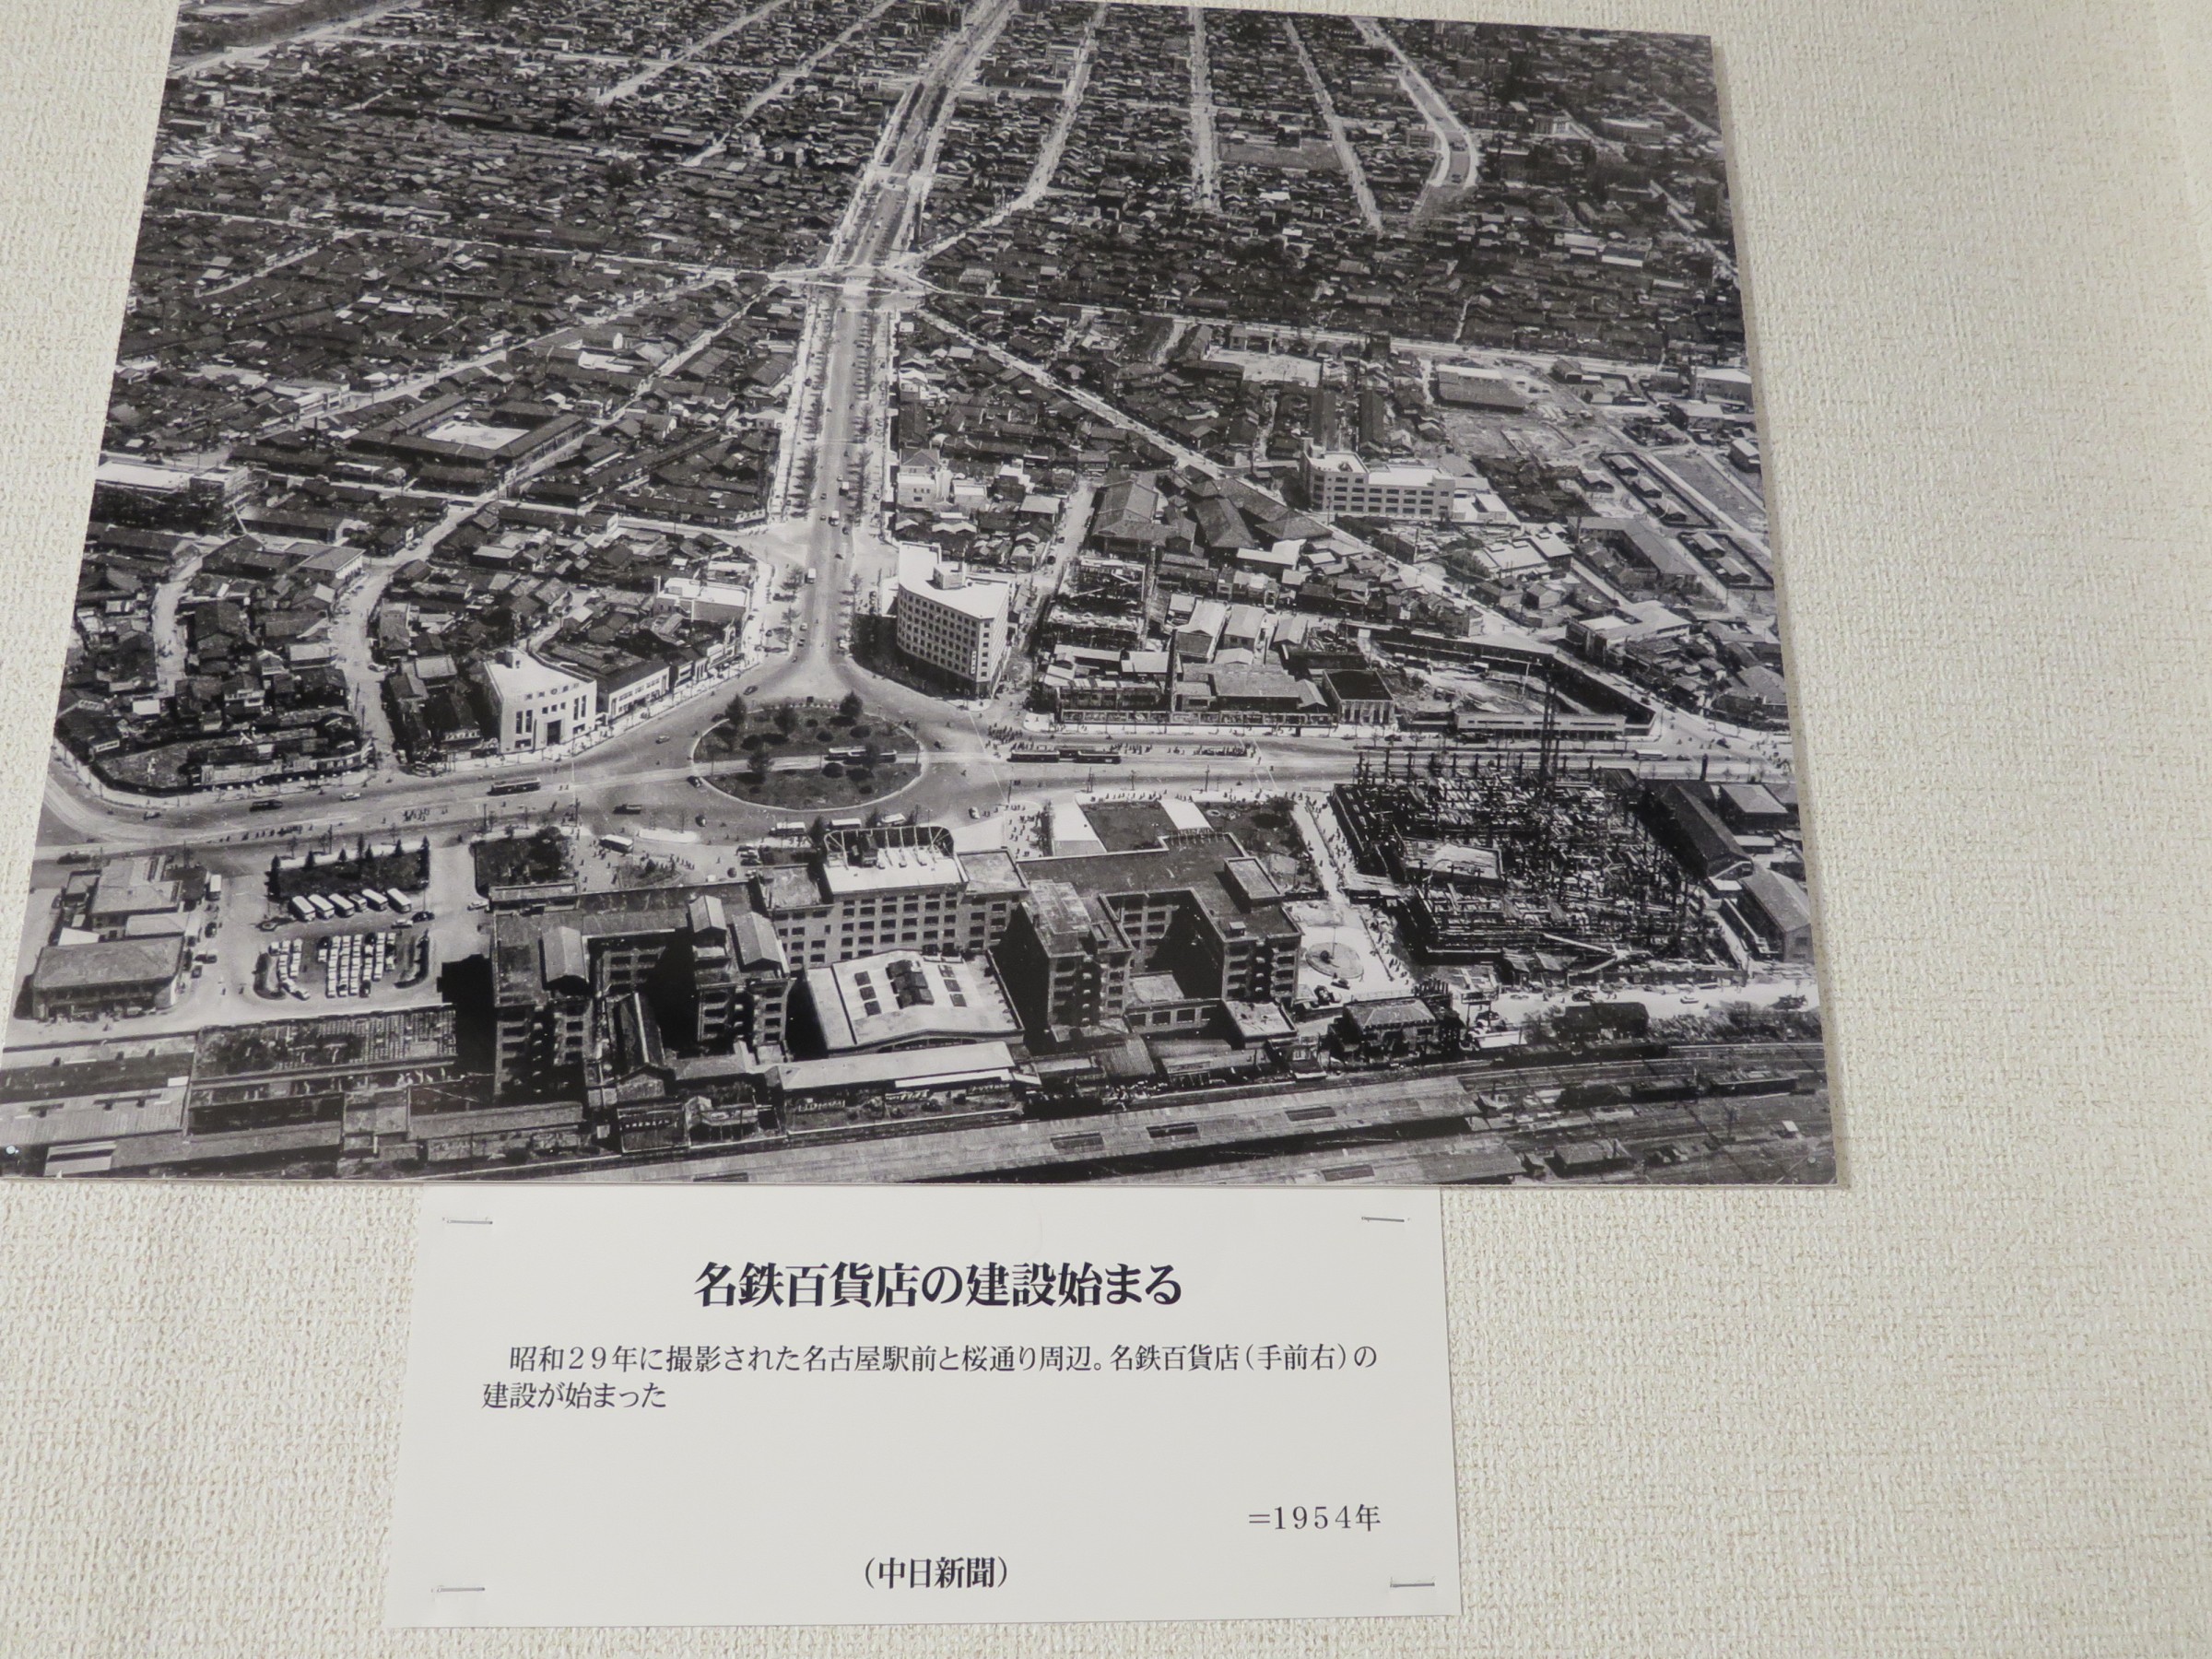 名鉄百貨店の建設始まる
昭和２９年に撮影された名古屋駅前と桜通り周辺。名鉄百貨店（手前右）の
建設が始まった
＝１９５４年
（中日新聞）